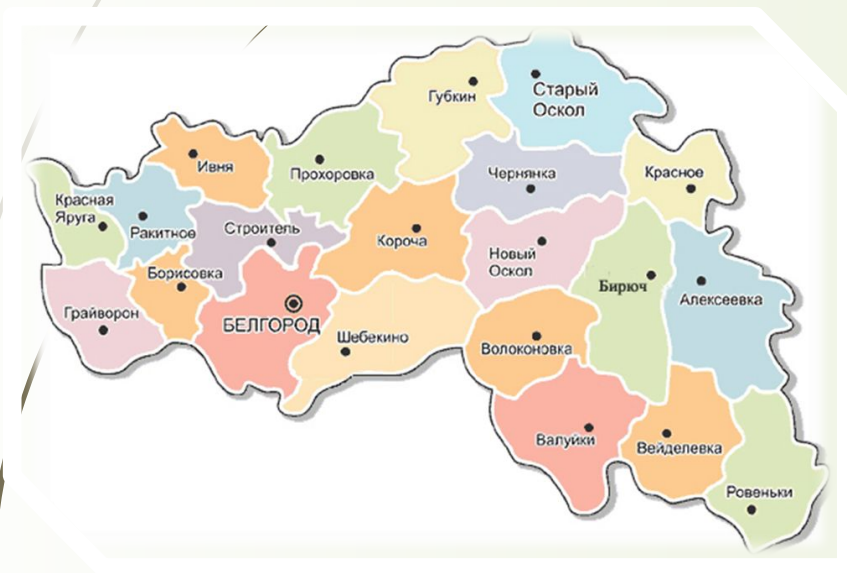 Губкин
Старый
Оскол
Ивня
Прохоровка
Чернянка
Красное
Красная
Яруга
Ракитное
Строитель
Короча
Новый
Оскол
Борисовка
Бирюч
Алексеевка
Грайворон
БЕЛГОРОД
Шебекино
Волоконовка
Валуйки
Вейделевка
Ровеньки